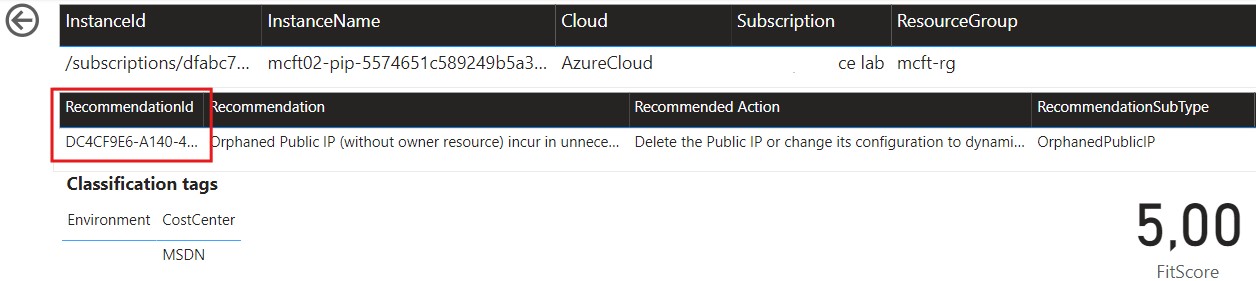 InstanceId InstanceName Cloud Subscription ResourceGroup
/subscriptions/dfabc7... mcft02-pip-5574651c589249b5a3... AzureCloud ce lab mcft-rg
RecommendationId Recommendation Recommended Action RecommendationSubType
DC4CF9E6-A140-4... Orphaned Public IP (without owner resource) incur in unnece... Delete the Public IP or change its configuration to dynami... OrphanedPublicIP
Classification tags
Environment CostCenter
MSDN
5,00
FitScore